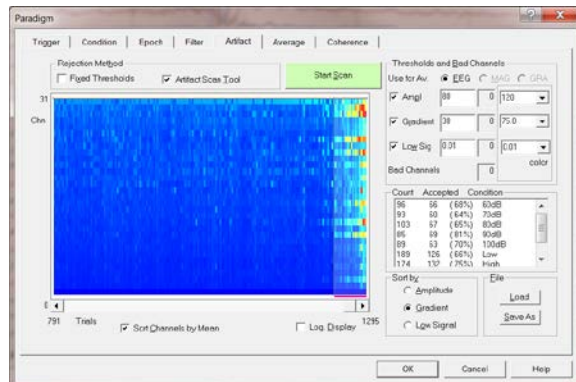 Paradigm
Trigger Condition Epoch Filter Artifact Average Coherence
Rejection Method
Fixed Thresholds Artifact Scan Tool
Start Scan
31
Chn
0
791 Trials 1295
Sort Channels by Mean Log. Display
Thresholds and Bad Channels
Use for Av. EEG MAG GRA
Ampl 0 120
Gradient 0 75.0
Low Sig 0.01 0 0.01
Bad Channels 0 color
Count Accepted Condition
96 66 (68%) 60dB
93 60 (64%) 70dB
103 67 (65%) 80dB
85 69 (81%) 90dB
89 63 (70%) 100dB
189 126 (66%) Low
174 132 (75%) High
Sort by
Amplitude
Gradient
Low Signal
File
Load
Save As
OK Cancel Help